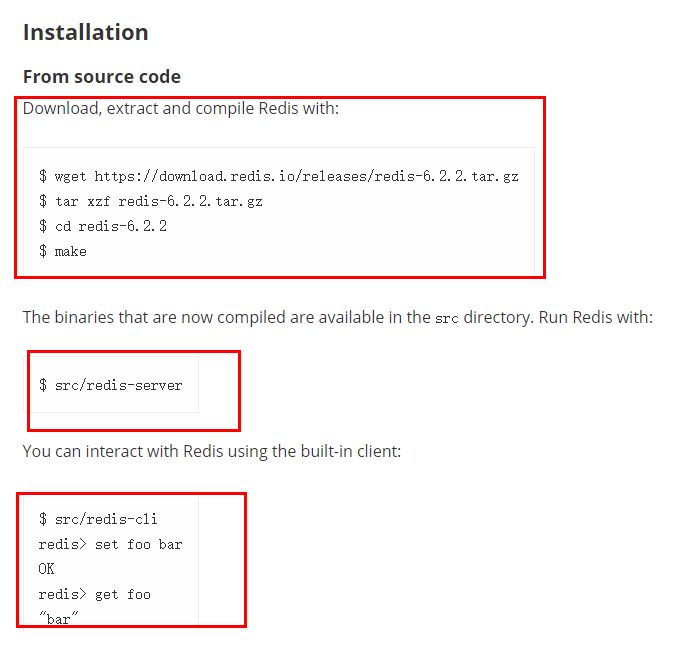 Installation
From source code
Download, extract and compile Redis with:
$ wget https://download.redis.io/releases/redis-6.2.2.tar.gz
$ tar xzf redis-6.2.2.tar.gz
$ cd redis-6.2.2
$ make
The binaries that are now compiled are available in the src directory. Run Redis with:
$ src/redis-server
You can interact with Redis using the built-in client:
$ src/redis-cli
redis> set foo bar
OK
redis> get foo
"bar"